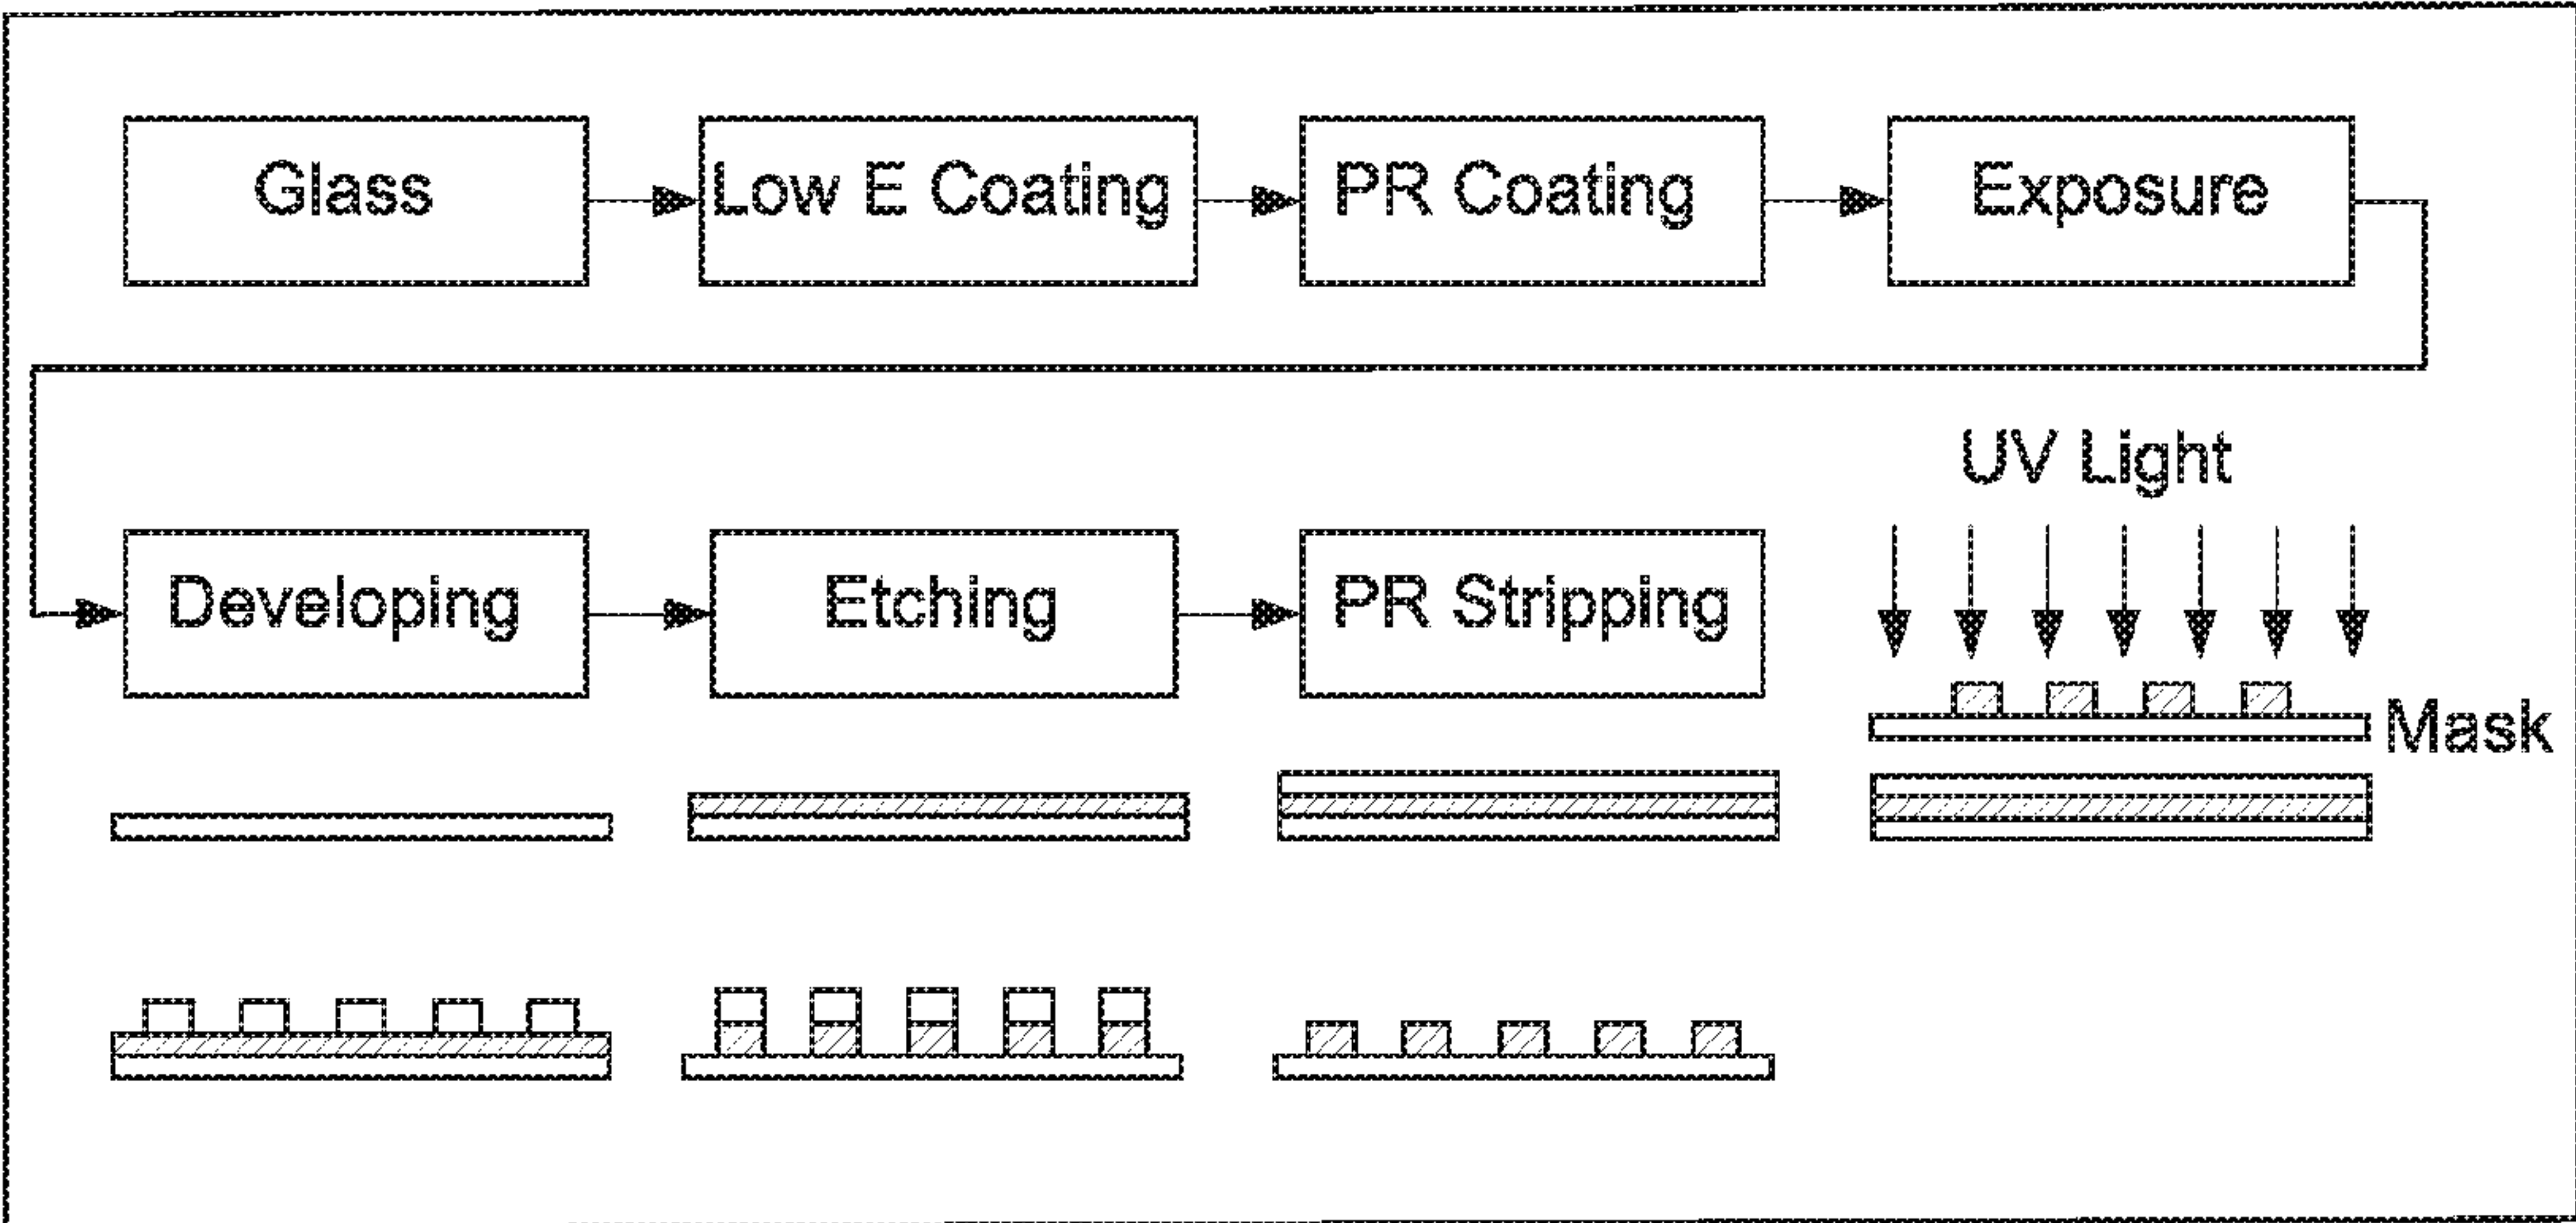 Glass
Low E Coating
PR Coating
Exposure
UV Light
Developing
Etching
PR Stripping
Mask